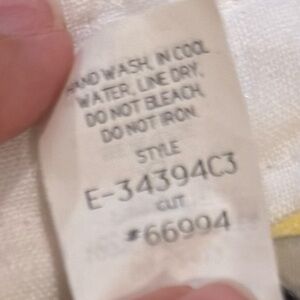 HAND WASH, IN COOL
WATER, LINE DRY,
DO NOT BLEACH,
DO NOT IRON
STYLE
E-34394C3
CUT
#66994